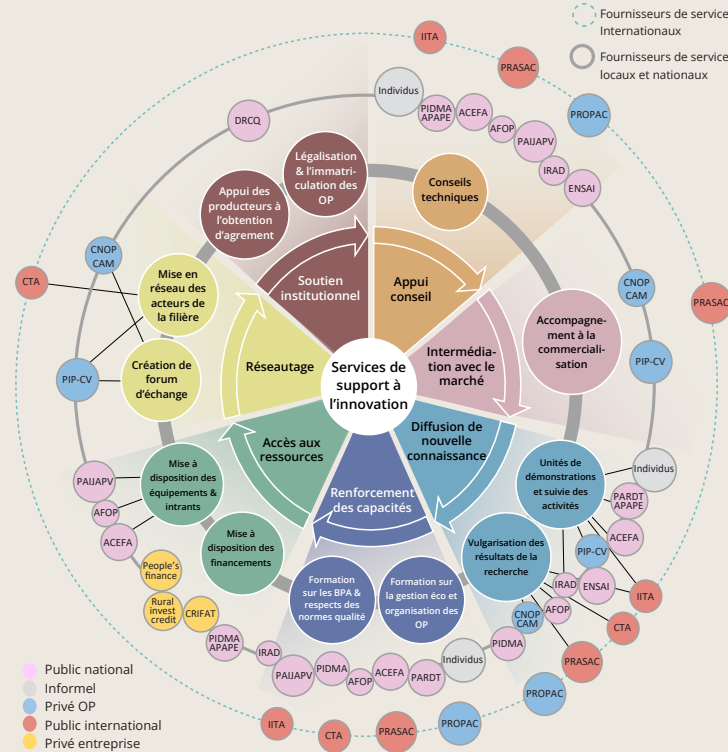 Fournisseurs de service
Internationaux
Fournisseurs de service
locaux et nationaux
IITA
PRASAC
PROPAC
Individus
PIDMA
APAPE
ACEFA
AFOP
PAIJAPV
IRAD
ENSAI
DRCQ
Légalisation
& l'immatri-
culation des
OP
Appui des
producteurs à
l'obtention
d'agrement
Conseils
techniques
CNOP
CAM
CTA
PIP-CV
Mise en
réseau des
acteurs de
la filière
Création de
forum
d'échange
Soutien
institutionnel
Appui
conseil
Réseautage
Services de
support à
l'innovation
Intermédia-
tion avec le
marché
Accompagne-
ment à la
commerciali-
sation
CNOP
CAM
PRASAC
PIP-CV
Accès aux
ressources
Renforcement
des capacités
Diffusion de
nouvelle
connaissance
PAIJAPV
AFOP
ACEFA
Mise à
disposition des
équipements &
intrants
Mise à
disposition des
financements
People's
finance
Rural
invest
credit
CRIFAT
PIDMA
APAPE
Formation
sur les BPA &
respects des
normes qualité
Formation sur
la gestion éco et
organisation des
OP
Vulgarisation des
résultats de la
recherche
Unités de
démonstrations
et suivie des
activités
Individus
PARDT
APAPE
ACEFA
PIP-CV
ENSAI
IRAD
AFOP
CNOP
CAM
PIDMA
IITA
CTA
PRASAC
PROPAC
IRAD
PAIJAPV
PIDMA
AFOP
ACEFA
PARDT
Individus
IITA
CTA
PRASAC
PROPAC
Public national
Informel
Privé OP
Public international
Privé entreprise